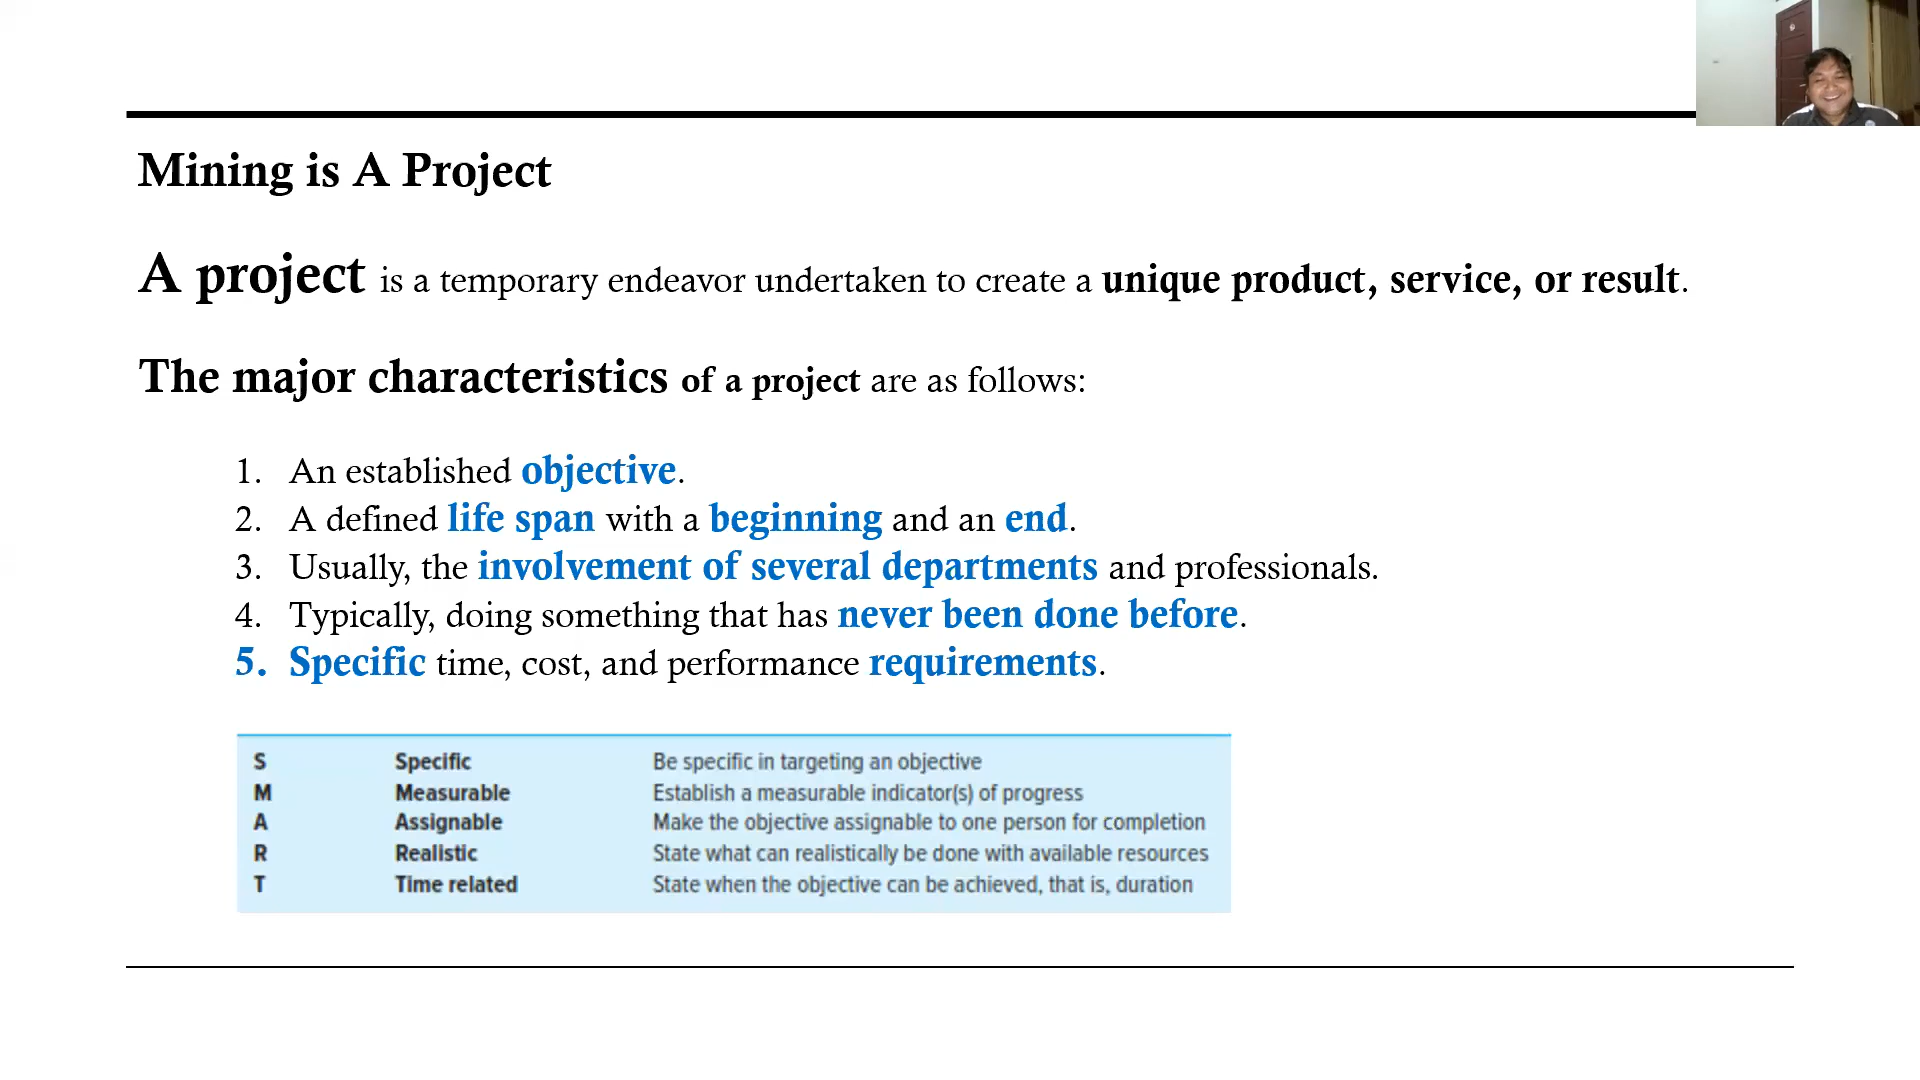 Mining is A Project
A project is a temporary endeavor undertaken to create a unique product, service, or result.
The major characteristics of a project are as follows:
1. An established objective.
2. A defined life span with a beginning and an end.
3. Usually, the involvement of several departments and professionals.
4. Typically, doing something that has never been done before.
5. Specific time, cost, and performance requirements.
S Specific Be specific in targeting an objective
M Measurable Establish a measurable indicator(s) of progress
A Assignable Make the objective assignable to one person for completion
R Realistic State what can realistically be done with available resources
T Time related State when the objective can be achieved, that is, duration